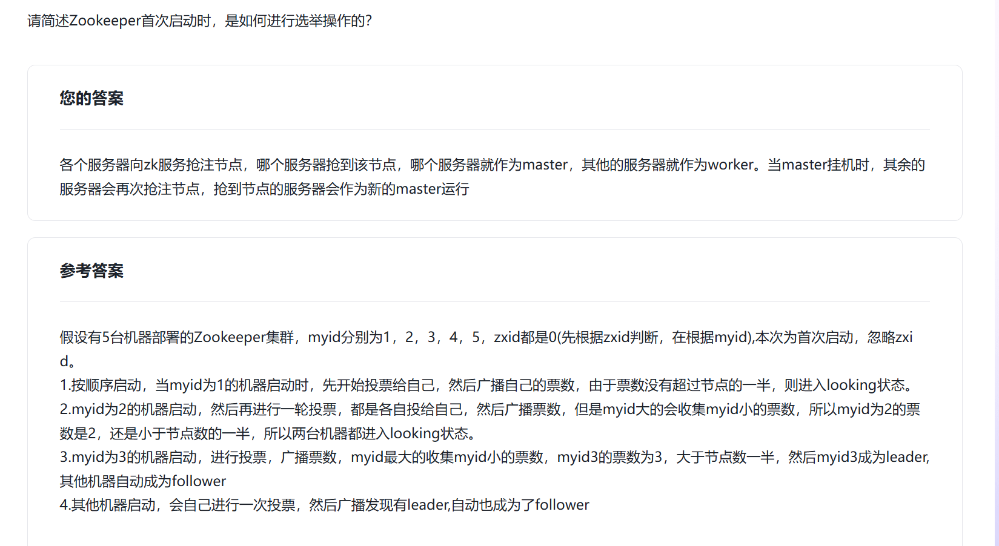 请简述Zookeeper首次启动时，是如何进行选举操作的？
您的答案
各个服务器向zk服务抢注节点，哪个服务器抢到该节点，哪个服务器就作为master，其他的服务器就作为worker。当master挂机时，其余的
服务器会再次抢注节点，抢到节点的服务器会作为新的master运行
参考答案
假设有5台机器部署的Zookeeper集群，myid分别为1，2，3，4，5，zxid都是0(先根据zxid判断，在根据myid),本次为首次启动，忽略zxi
d。
1.按顺序启动，当myid为1的机器启动时，先开始投票给自己，然后广播自己的票数，由于票数没有超过节点的一半，则进入looking状态。
2.myid为2的机器启动，然后再进行一轮投票，都是各自投给自己，然后广播票数，但是myid大的会收集myid小的票数，所以myid为2的票
数是2，还是小于节点数的一半，所以两台机器都进入looking状态。
3.myid为3的机器启动，进行投票，广播票数，myid最大的收集myid小的票数，myid3的票数为3，大于节点数一半，然后myid3成为leader,
其他机器自动成为follower
4.其他机器启动，会自己进行一次投票，然后广播发现有leader,自动也成为了follower